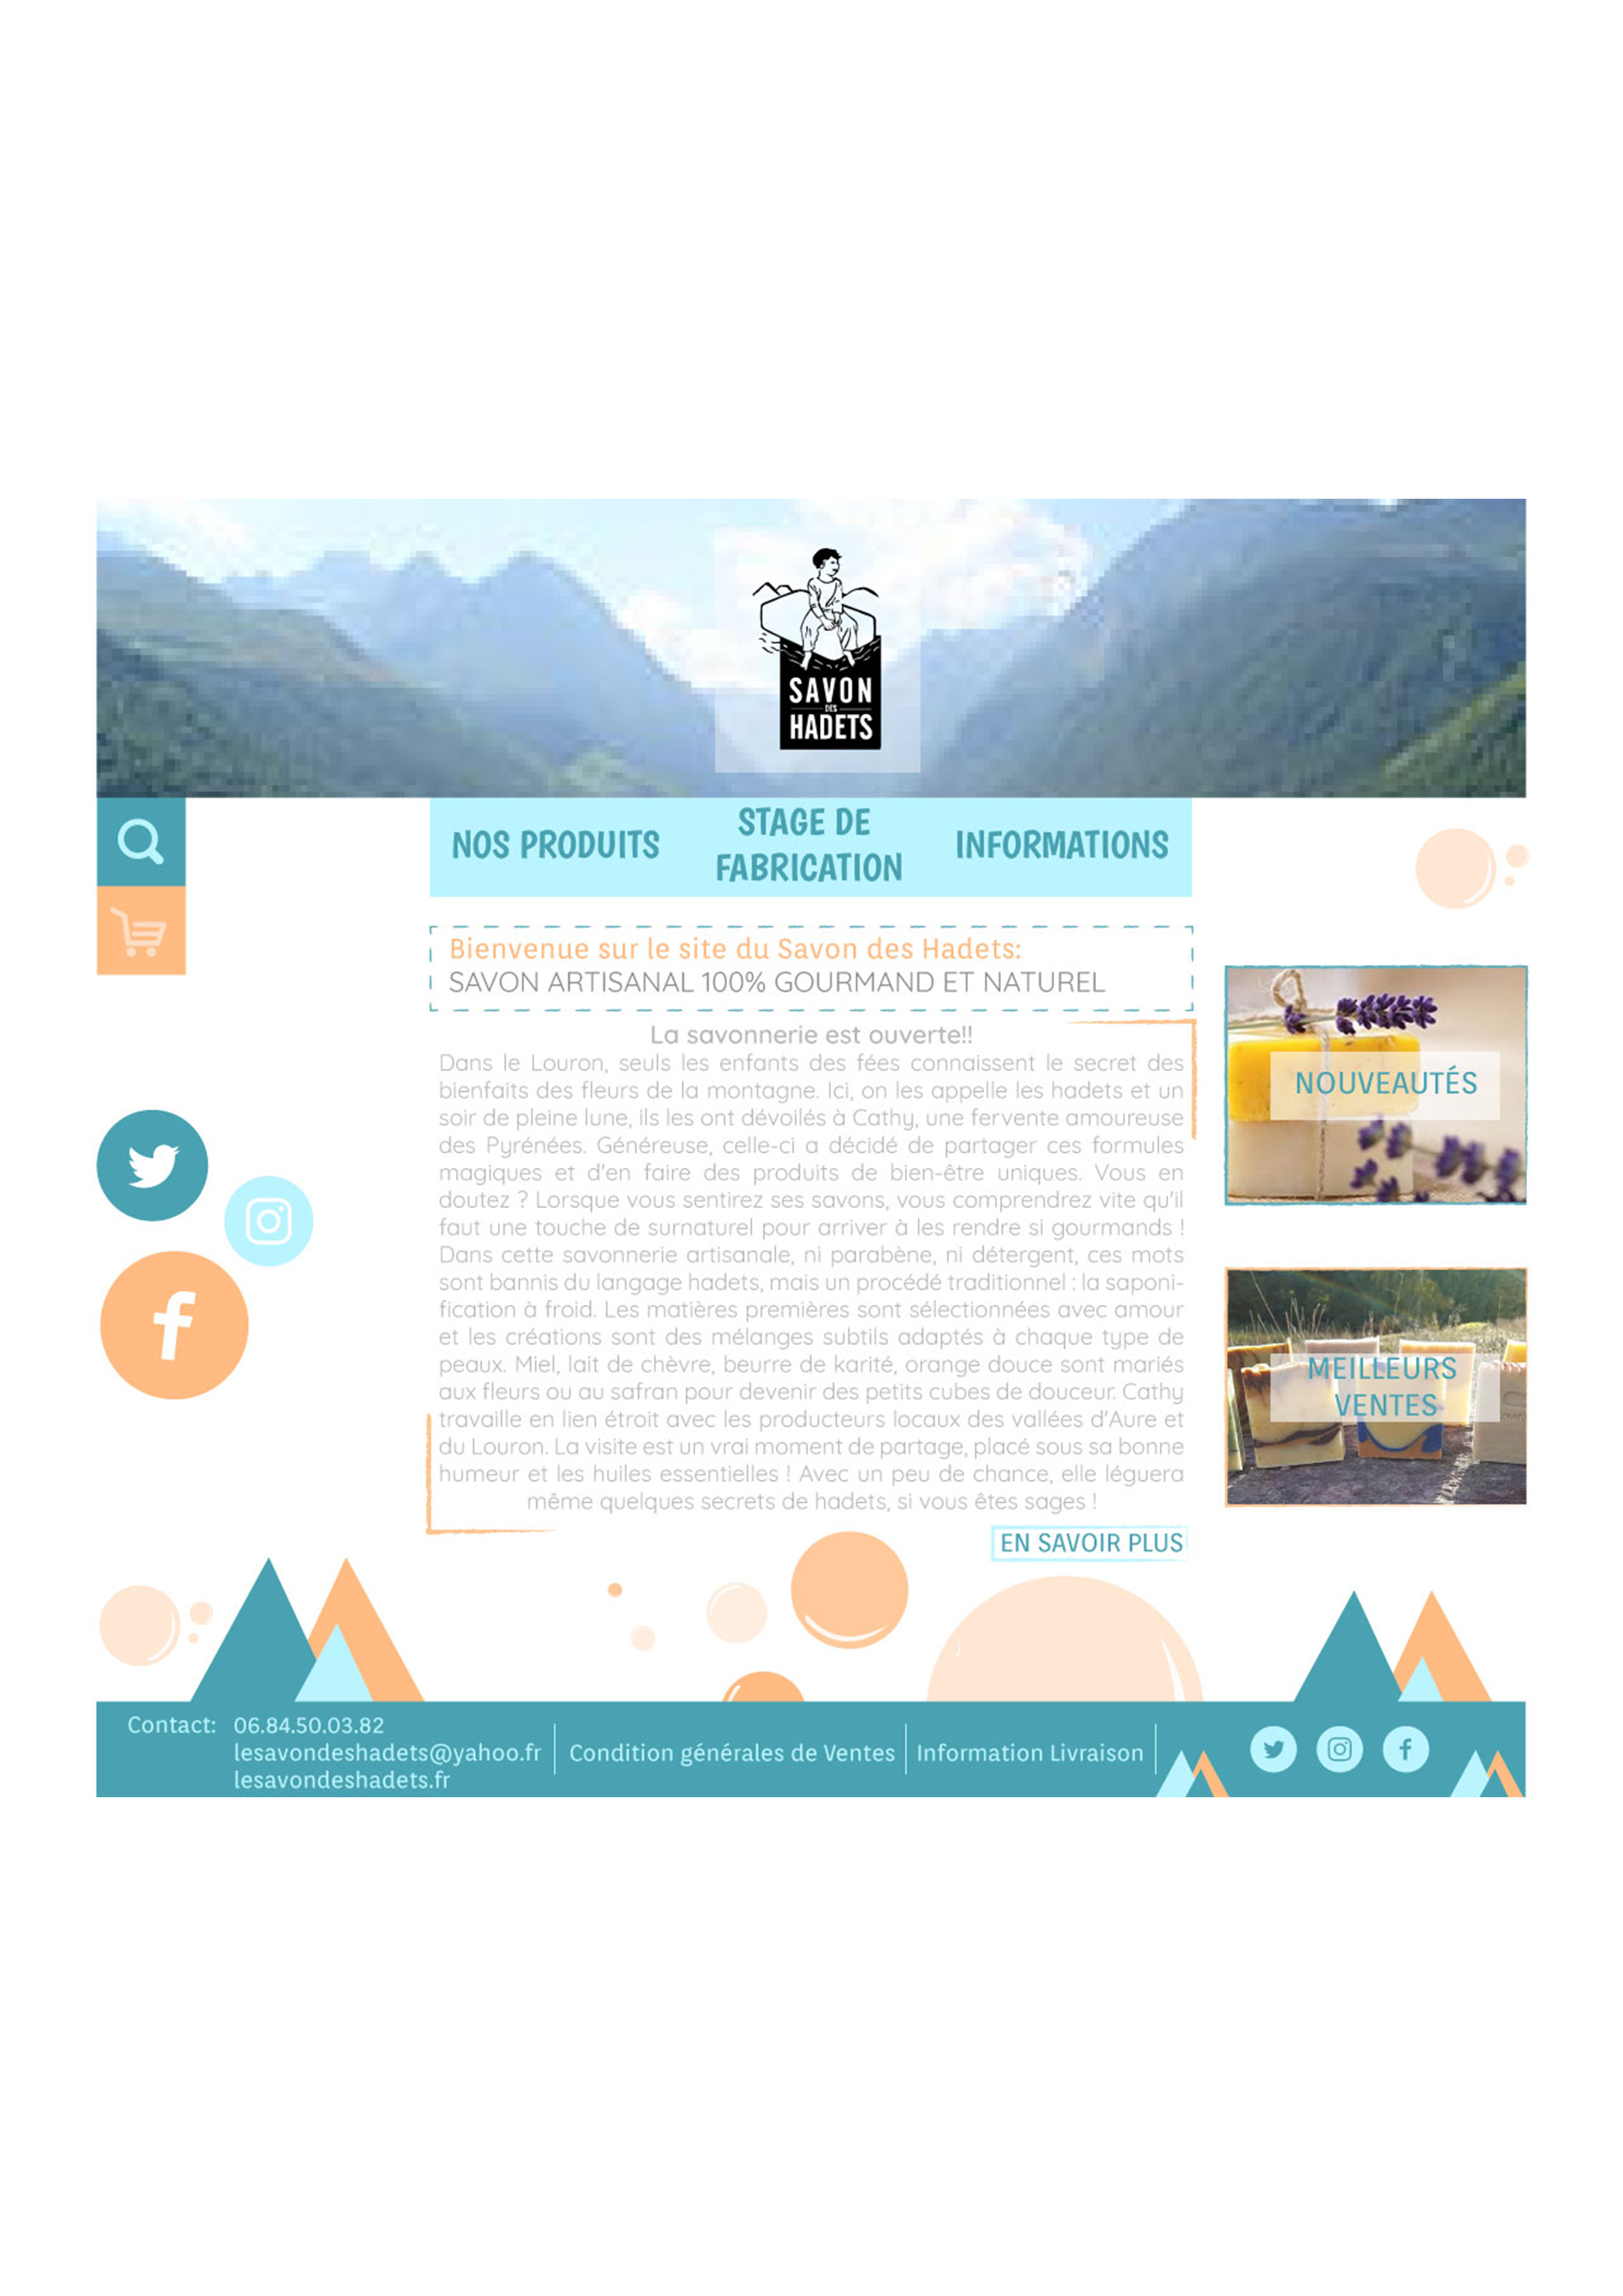 SAVON
DES
HADETS
NOS PRODUITS
STAGE DE
FABRICATION
INFORMATIONS
Bienvenue sur le site du Savon des Hadets:
SAVON ARTISANAL 100% GOURMAND ET NATUREL
La savonnerie est ouverte!!
Dans le Louron, seuls les enfants des fées connaissent le secret des
bienfaits des fleurs de la montagne. Ici, on les appelle les hadets et un
soir de pleine lune, ils les ont dévoilés à Cathy, une fervente amoureuse
des Pyrénées. Généreuse, celle-ci a décidé de partager ces formules
magiques et d'en faire des produits de bien-être uniques. Vous en
doutez ? Lorsque vous sentirez ses savons, vous comprendrez vite qu'il
faut une touche de surnaturel pour arriver à les rendre si gourmands !
Dans cette savonnerie artisanale, ni parabène, ni détergent, ces mots
sont bannis du langage hadets, mais un procédé traditionnel : la saponi-
fication à froid. Les matières premières sont sélectionnées avec amour
et les créations sont des mélanges subtils adaptés à chaque type de
peaux. Miel, lait de chèvre, beurre de karité, orange douce sont mariés
aux fleurs ou au safran pour devenir des petits cubes de douceur. Cathy
travaille en lien étroit avec les producteurs locaux des vallées d'Aure et
du Louron. La visite est un vrai moment de partage, placé sous sa bonne
humeur et les huiles essentielles ! Avec un peu de chance, elle léguera
même quelques secrets de hadets, si vous êtes sages !
EN SAVOIR PLUS
NOUVEAUTÉS
MEILLEURS
VENTES
Contact: 06.84.50.03.82
lesavondeshadets@yahoo.fr
lesavondeshadets.fr
Condition générales de Ventes
Information Livraison